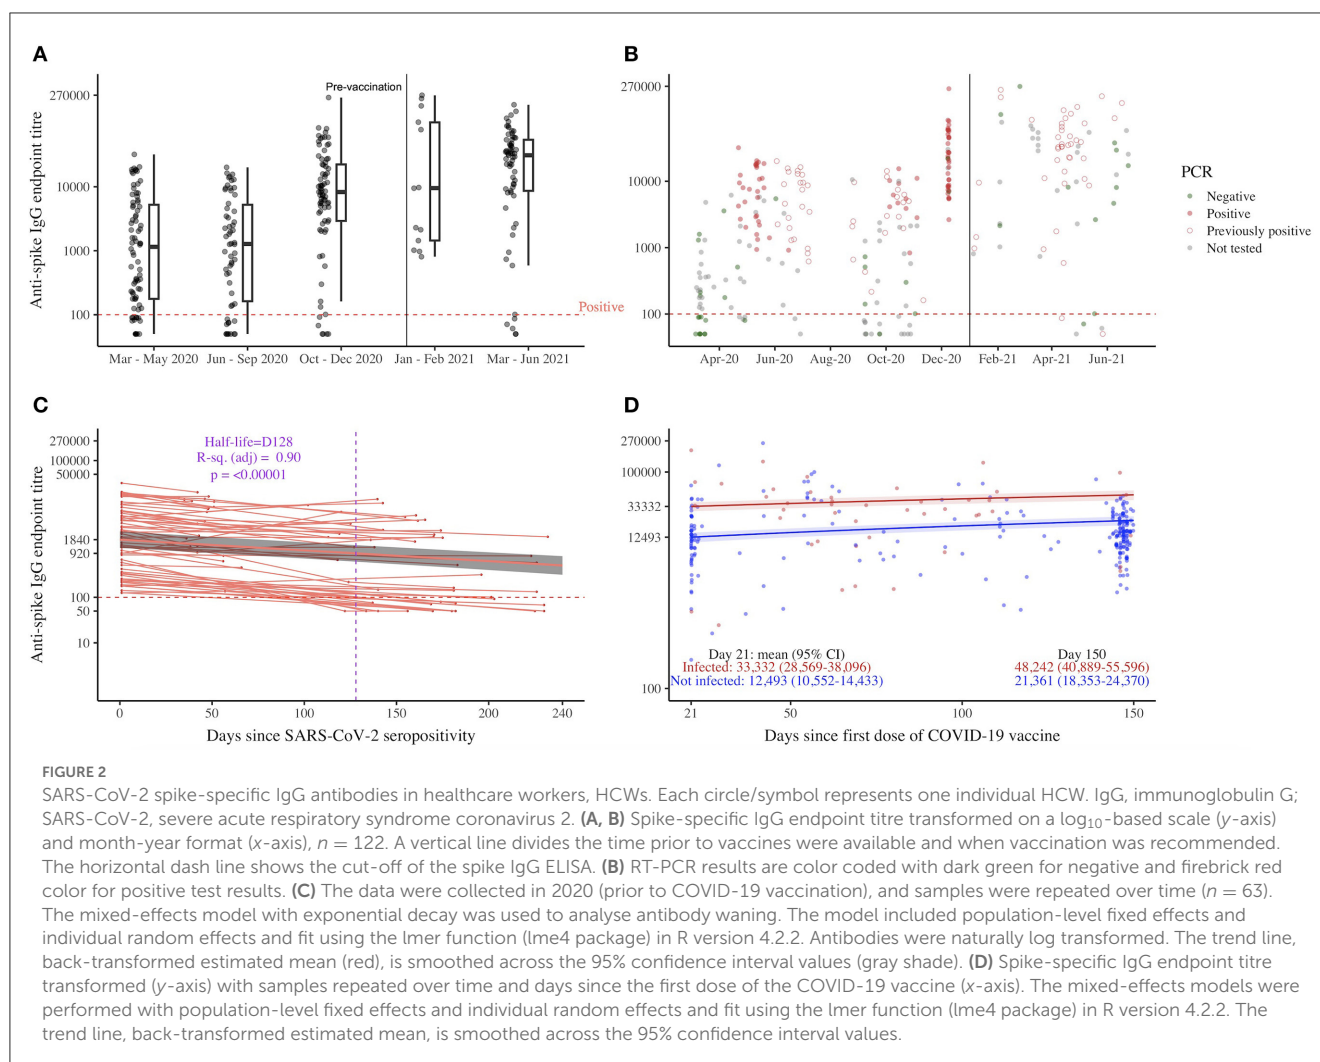 A
Anti-spike IgG endpoint titre
270000
10000
1000
100
Pre-vaccination
Positive
Mar - May 2020
Jun - Sep 2020
Oct - Dec 2020
Jan - Feb 2021
Mar - Jun 2021
B
270000
10000
1000
100
Apr-20
Jun-20
Aug-20
Oct-20
Dec-20
Feb-21
Apr-21
Jun-21
PCR
Negative
Positive
Previously positive
Not tested
C
Anti-spike IgG endpoint titre
270000
100000
50000
1840
920
100
50
10
Half-life=D128
R-sq. (adj) = 0.90
p = <0.00001
0
50
100
150
200
240
Days since SARS-CoV-2 seropositivity
D
270000
100000
33332
12493
100
Day 21: mean (95% CI)
Infected: 33,332 (28,569-38,096)
Not infected: 12,493 (10,552-14,433)
Day 150
48,242 (40,889-55,596)
21,361 (18,353-24,370)
21
50
100
150
Days since first dose of COVID-19 vaccine
FIGURE 2
SARS-CoV-2 spike-specific IgG antibodies in healthcare workers, HCWs. Each circle/symbol represents one individual HCW. IgG, immunoglobulin G;
SARS-CoV-2, severe acute respiratory syndrome coronavirus 2. (A, B) Spike-specific IgG endpoint titre transformed on a log10-based scale (y-axis)
and month-year format (x-axis), n = 122. A vertical line divides the time prior to vaccines were available and when vaccination was recommended.
The horizontal dash line shows the cut-off of the spike IgG ELISA. (B) RT-PCR results are color coded with dark green for negative and firebrick red
color for positive test results. (C) The data were collected in 2020 (prior to COVID-19 vaccination), and samples were repeated over time (n = 63).
The mixed-effects model with exponential decay was used to analyse antibody waning. The model included population-level fixed effects and
individual random effects and fit using the lmer function (lme4 package) in R version 4.2.2. Antibodies were naturally log transformed. The trend line,
back-transformed estimated mean (red), is smoothed across the 95% confidence interval values (gray shade). (D) Spike-specific IgG endpoint titre
transformed (y-axis) with samples repeated over time and days since the first dose of the COVID-19 vaccine (x-axis). The mixed-effects models were
performed with population-level fixed effects and individual random effects and fit using the lmer function (lme4 package) in R version 4.2.2. The
trend line, back-transformed estimated mean, is smoothed across the 95% confidence interval values.